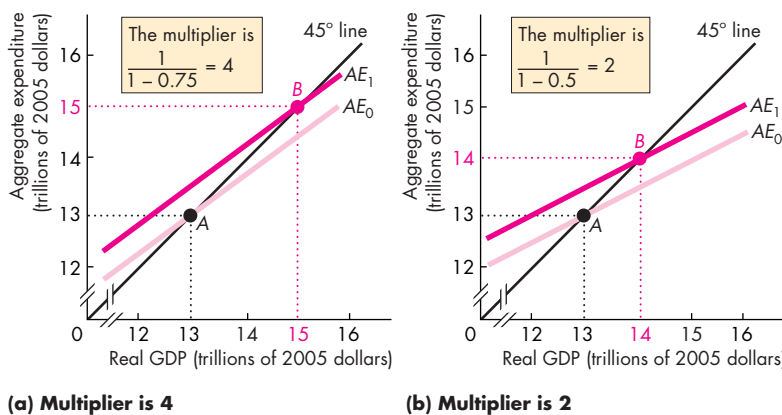 Aggregate expenditure
(trillions of 2005 dollars)
16
15
14
13
12
0
12
13
15
16
Real GDP (trillions of 2005 dollars)
The multiplier is
1
1 – 0.75
= 4
45° line
B
AE1
AE0
A
(a) Multiplier is 4
Aggregate expenditure
(trillions of 2005 dollars)
16
15
14
13
12
0
12
13
14
15
16
Real GDP (trillions of 2005 dollars)
The multiplier is
1
1 – 0.5
= 2
45° line
B
AE1
AE0
A
(b) Multiplier is 2